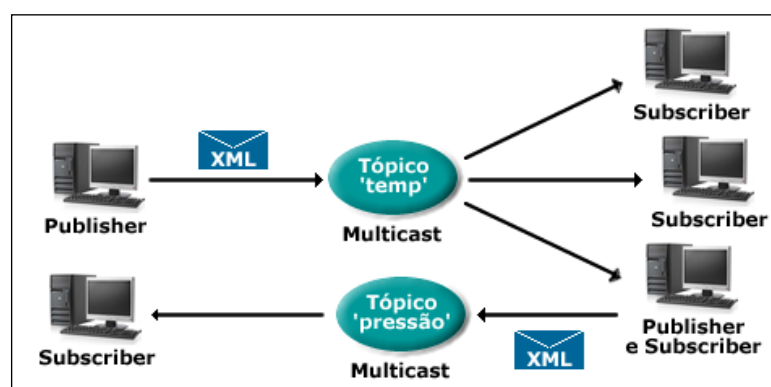 Subscriber
XML
Tópico
'temp'
Publisher
Multicast
Subscriber
Tópico
'pressão'
Subscriber
Multicast
XML
Publisher
e Subscriber